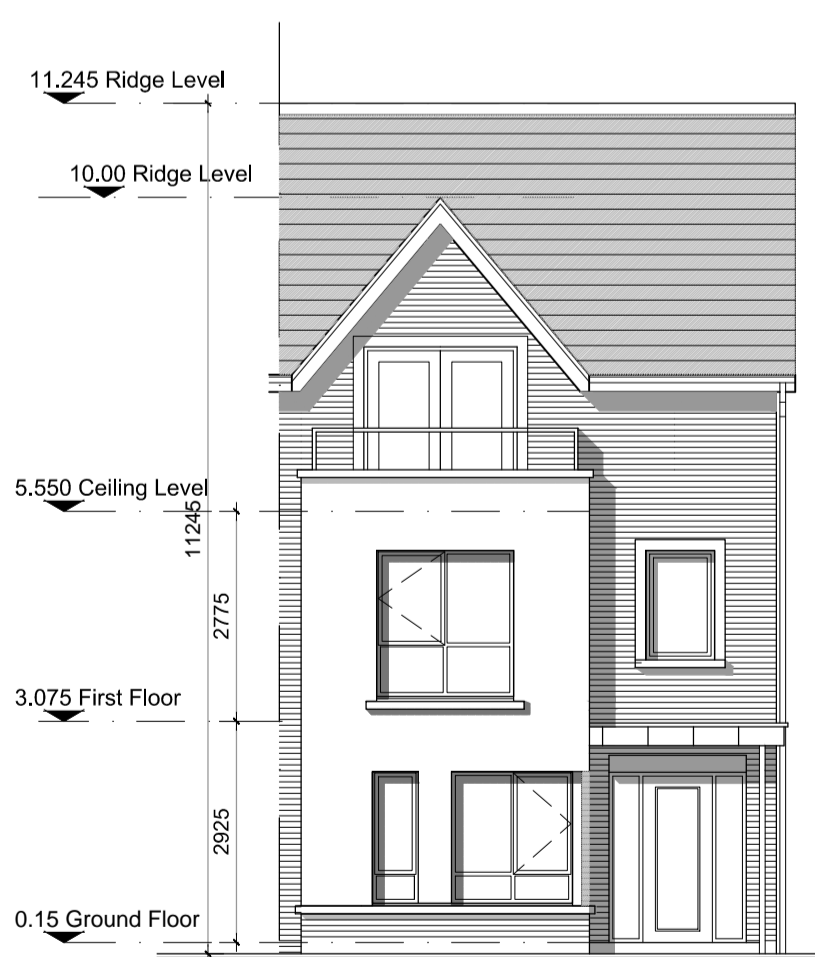 11.245 Ridge Level
10.00 Ridge Level
5.550 Ceiling Level
11245
2775
3.075 First Floor
2925
0.15 Ground Floor